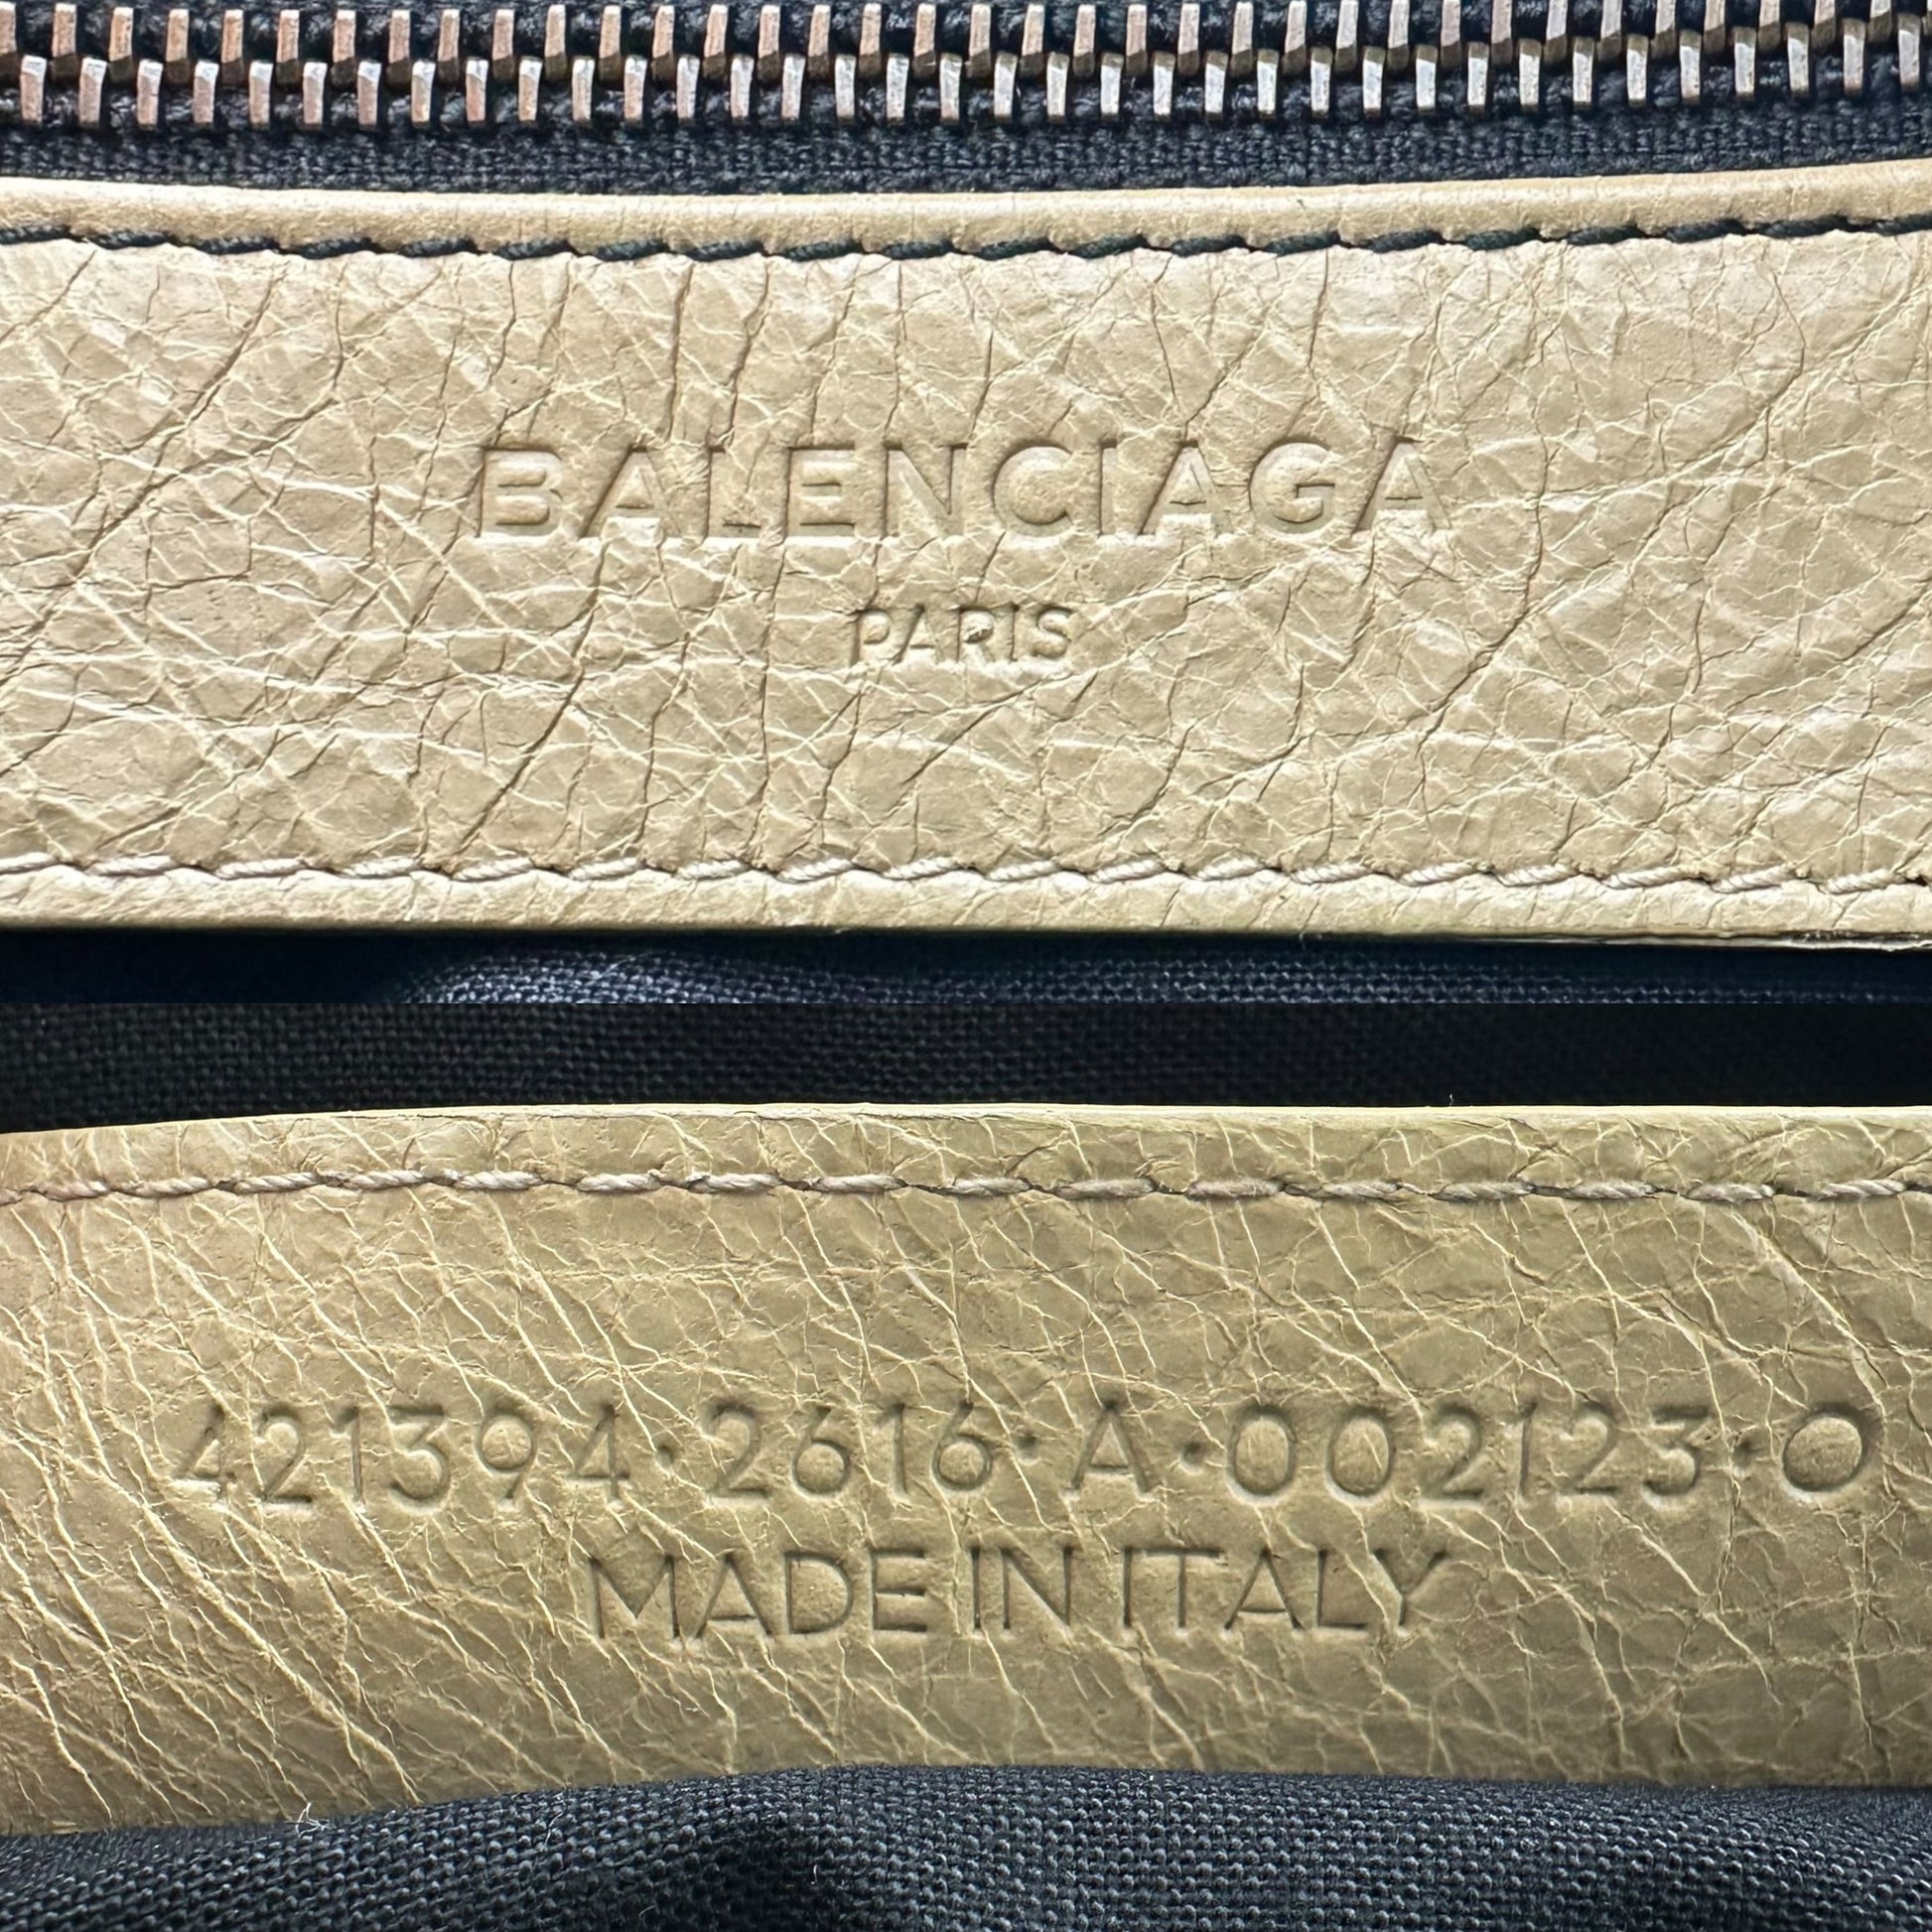 BALENCIAGA
PARIS
421394·2616·A·002123·O
MADE IN ITALY